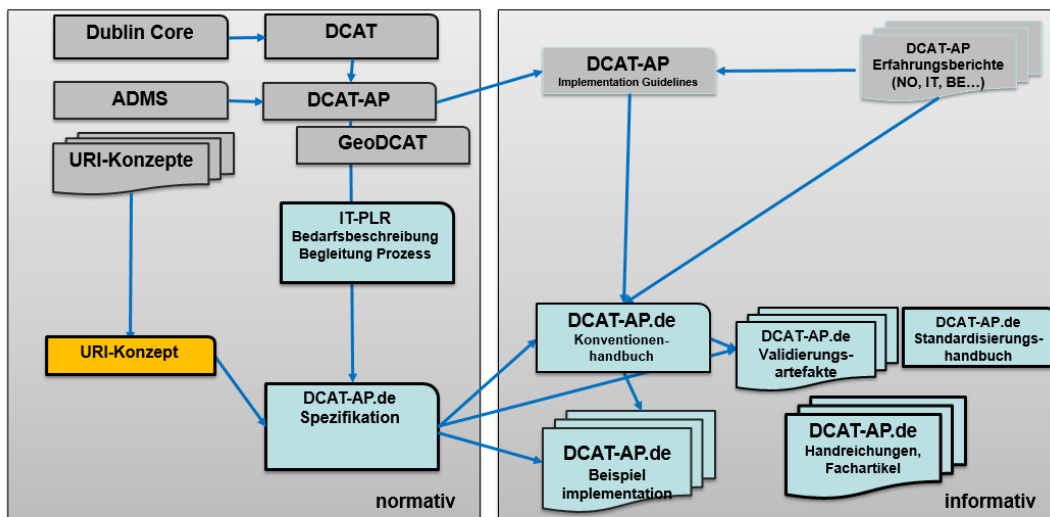 Dublin Core
DCAT
ADMS
DCAT-AP
GeoDCAT
URI-Konzepte
IT-PLR
Bedarfsbeschreibung
Begleitung Prozess
URI-Konzept
DCAT-AP.de
Spezifikation
normativ
DCAT-AP
Implementation Guidelines
DCAT-AP
Erfahrungsberichte
(NO, IT, BE...)
DCAT-AP.de
Konventionen-
handbuch
DCAT-AP.de
Validierungs-
artefakte
DCAT-AP.de
Standardisierungs-
handbuch
DCAT-AP.de
Beispiel
implementation
DCAT-AP.de
Handreichungen,
Fachartikel
informativ